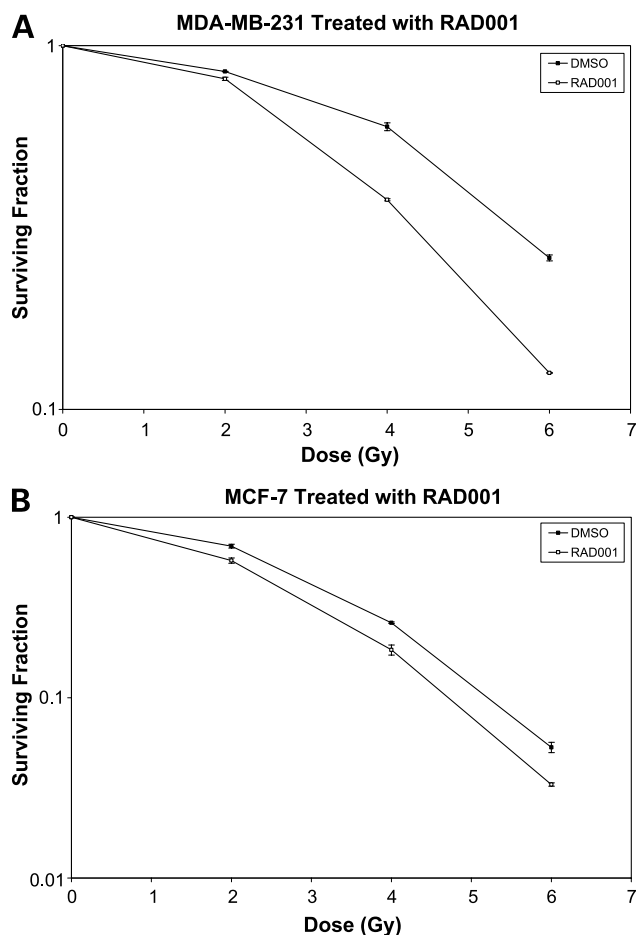 A
MDA-MB-231 Treated with RAD001
1
DMSO
RAD001
Surviving Fraction
0.1
0 1 2 3 4 5 6 7
Dose (Gy)
B
MCF-7 Treated with RAD001
1
DMSO
RAD001
Surviving Fraction
0.1
0.01
0 1 2 3 4 5 6 7
Dose (Gy)